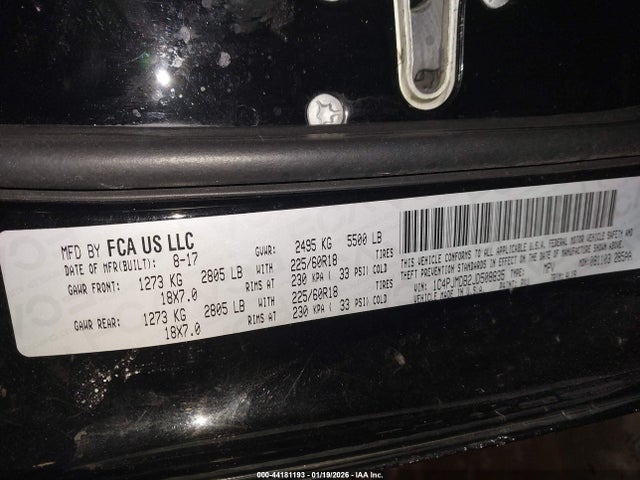 MFD BY FCA US LLC
DATE OF MFR(BUILT): 8-17 GVWR: 2495 KG 5500 LB
GAWR FRONT: 1273 KG 2805 LB WITH 225/60R18 TIRES
18X7.0 RIMS AT 230 KPA ( 33 PSI) COLD
GAWR REAR: 1273 KG 2805 LB WITH 225/60R18 TIRES
18X7.0 RIMS AT 230 KPA ( 33 PSI) COLD
THIS VEHICLE CONFORMS TO ALL APPLICABLE U.S.A. FEDERAL MOTOR VEHICLE SAFETY AND
THEFT PREVENTION STANDARDS IN EFFECT ON THE DATE OF MANUFACTURE SHOWN ABOVE.
VIN: TYPE: MPV MDH:081103 085AA
VEHICLE MADE IN U.S.A. PAINT:
000-44181193 - 01/19/2026 - IAA Inc.